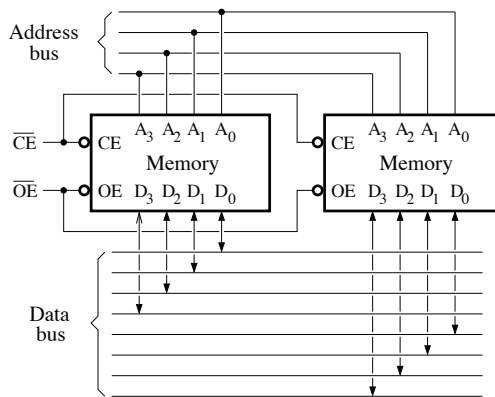 Address
bus
A3 A2 A1 A0 A3 A2 A1 A0
CE CE CE
Memory Memory
OE OE D3 D2 D1 D0 OE D3 D2 D1 D0
Data
bus